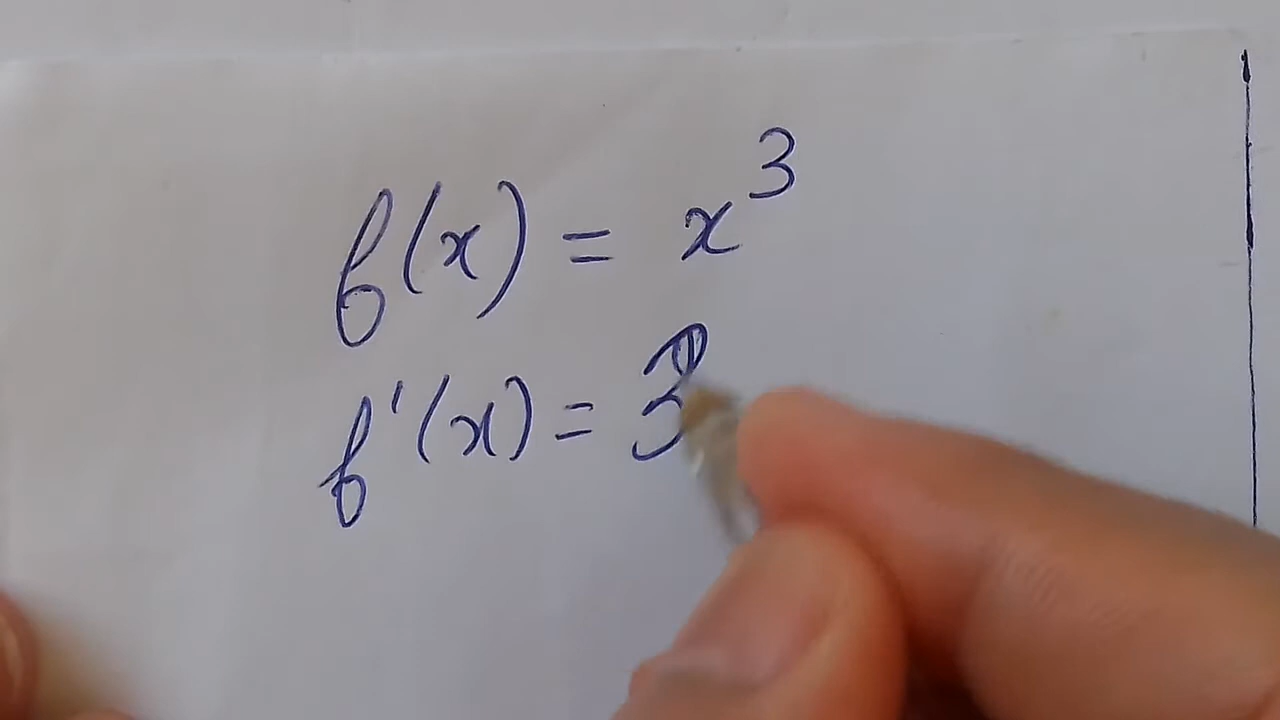 f(x) = x³
f'(x) = 3